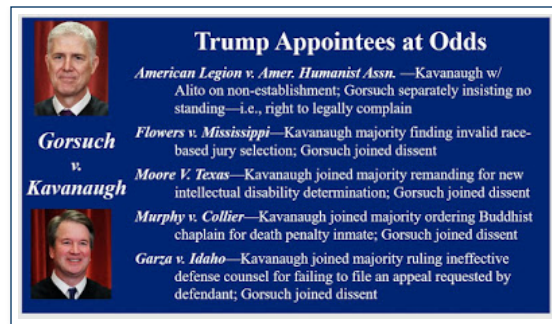 Trump Appointees at Odds
American Legion v. Amer. Humanist Assn. —Kavanaugh w/
Alito on non-establishment; Gorsuch separately insisting no
standing—i.e., right to legally complain
Gorsuch
v.
Kavanaugh
Flowers v. Mississippi—Kavanaugh majority finding invalid race-
based jury selection; Gorsuch joined dissent
Moore V. Texas—Kavanaugh joined majority remanding for new
intellectual disability determination; Gorsuch joined dissent
Murphy v. Collier—Kavanaugh joined majority ordering Buddhist
chaplain for death penalty inmate; Gorsuch joined dissent
Garza v. Idaho—Kavanaugh joined majority ruling ineffective
defense counsel for failing to file an appeal requested by
defendant; Gorsuch joined dissent